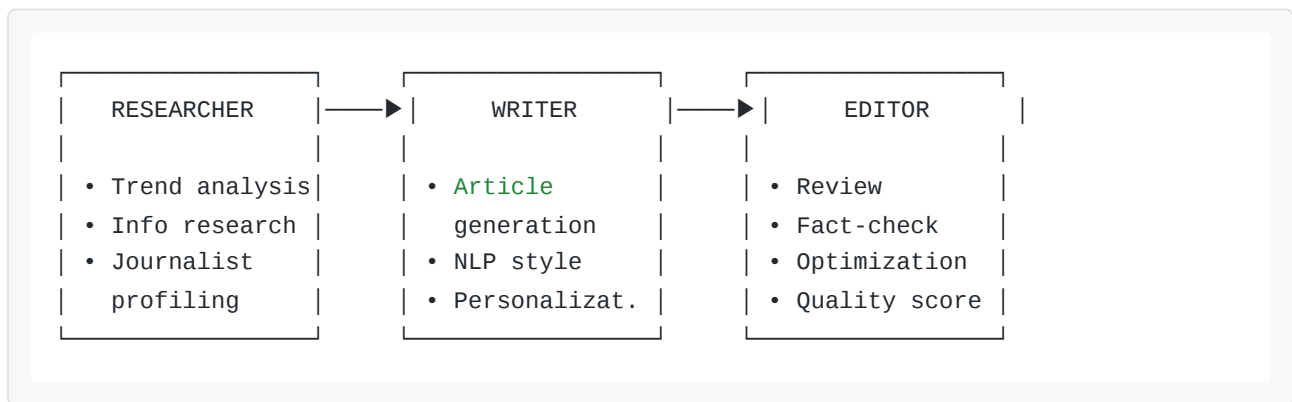 RESEARCHER WRITER EDITOR
• Trend analysis • Article • Review
• Info research generation • Fact-check
• Journalist • NLP style • Optimization
profiling • Personalizat. • Quality score